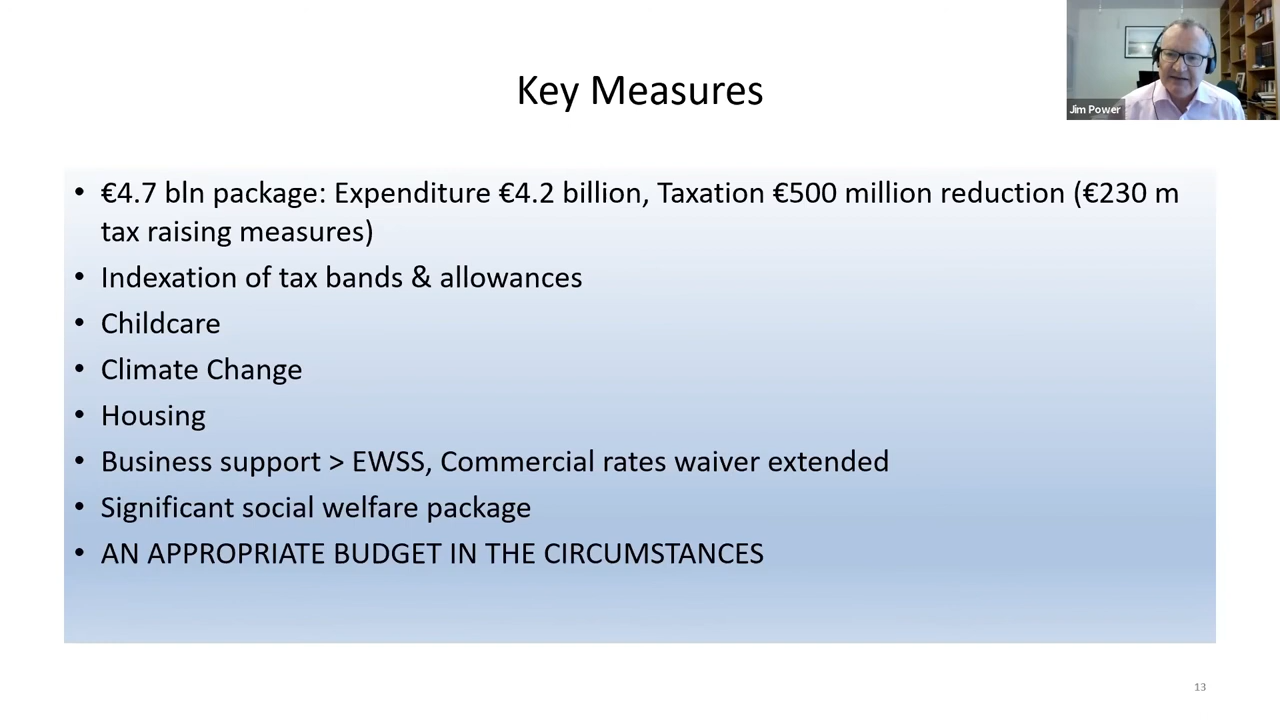 Jim Power
Key Measures
• €4.7 bln package: Expenditure €4.2 billion, Taxation €500 million reduction (€230 m
tax raising measures)
• Indexation of tax bands & allowances
• Childcare
• Climate Change
• Housing
• Business support > EWSS, Commercial rates waiver extended
• Significant social welfare package
• AN APPROPRIATE BUDGET IN THE CIRCUMSTANCES
13